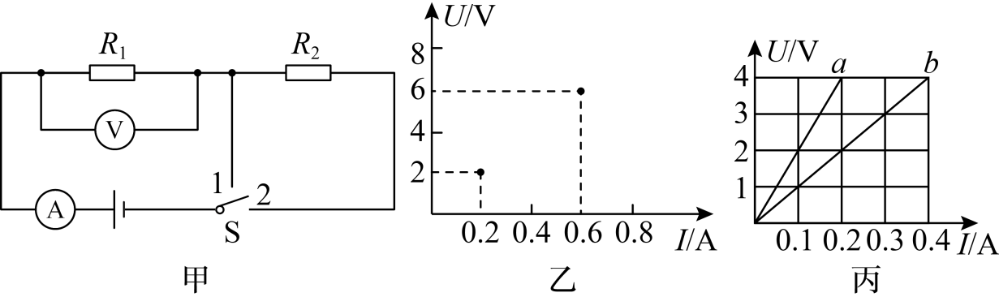 R₁ R₂
V
A 1 2
S
甲
U/V
8
6
4
2
0.2 0.4 0.6 0.8 I/A
乙
U/V
a b
4
3
2
1
0.1 0.2 0.3 0.4 I/A
丙